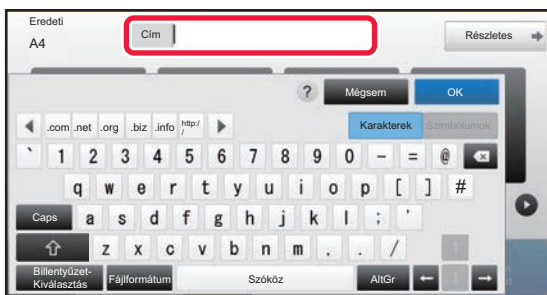 Eredeti
A4
Cím
Részletes
? Mégsem OK
.com .net .org .biz .info http:/
/
Karakterek Szimbólumok
` 1 2 3 4 5 6 7 8 9 0 - = @
q w e r t y u i o p [ ] #
Caps a s d f g h j k l ; '
z x c v b n m , . /
Billentyűzet-
Kiválasztás Fájlformátum Szóköz AltGr